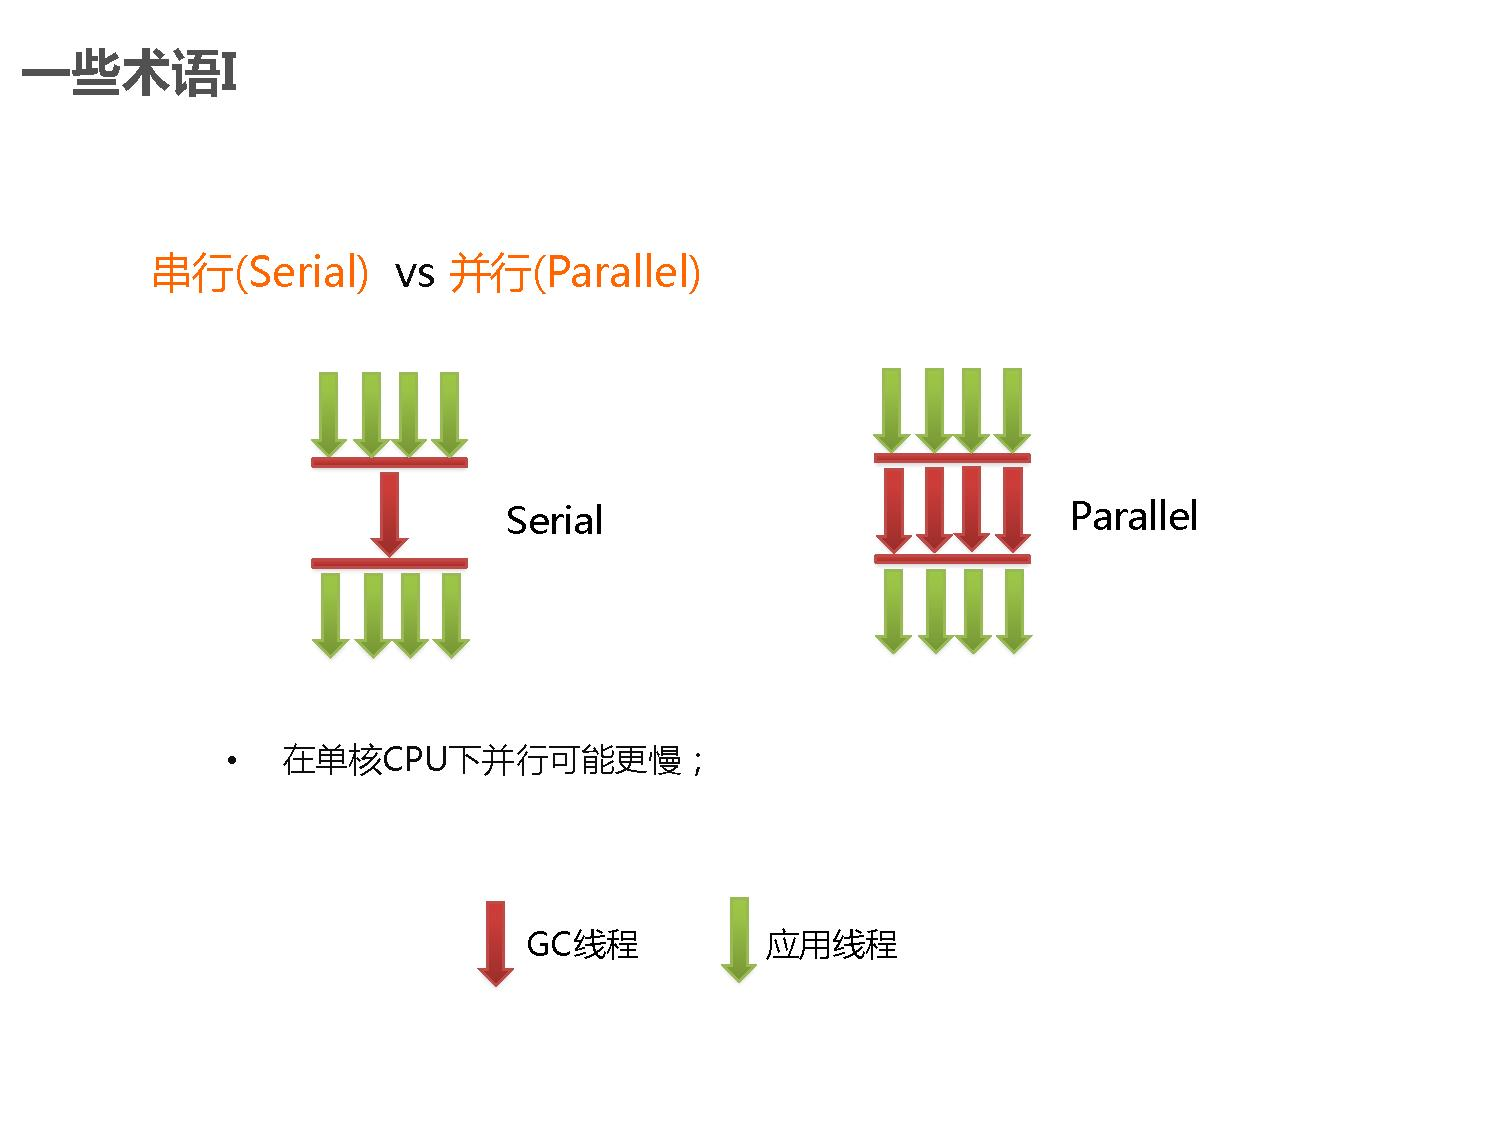 一些术语I
串行(Serial) vs 并行(Parallel)
Serial
Parallel
• 在单核CPU下并行可能更慢；
GC线程
应用线程